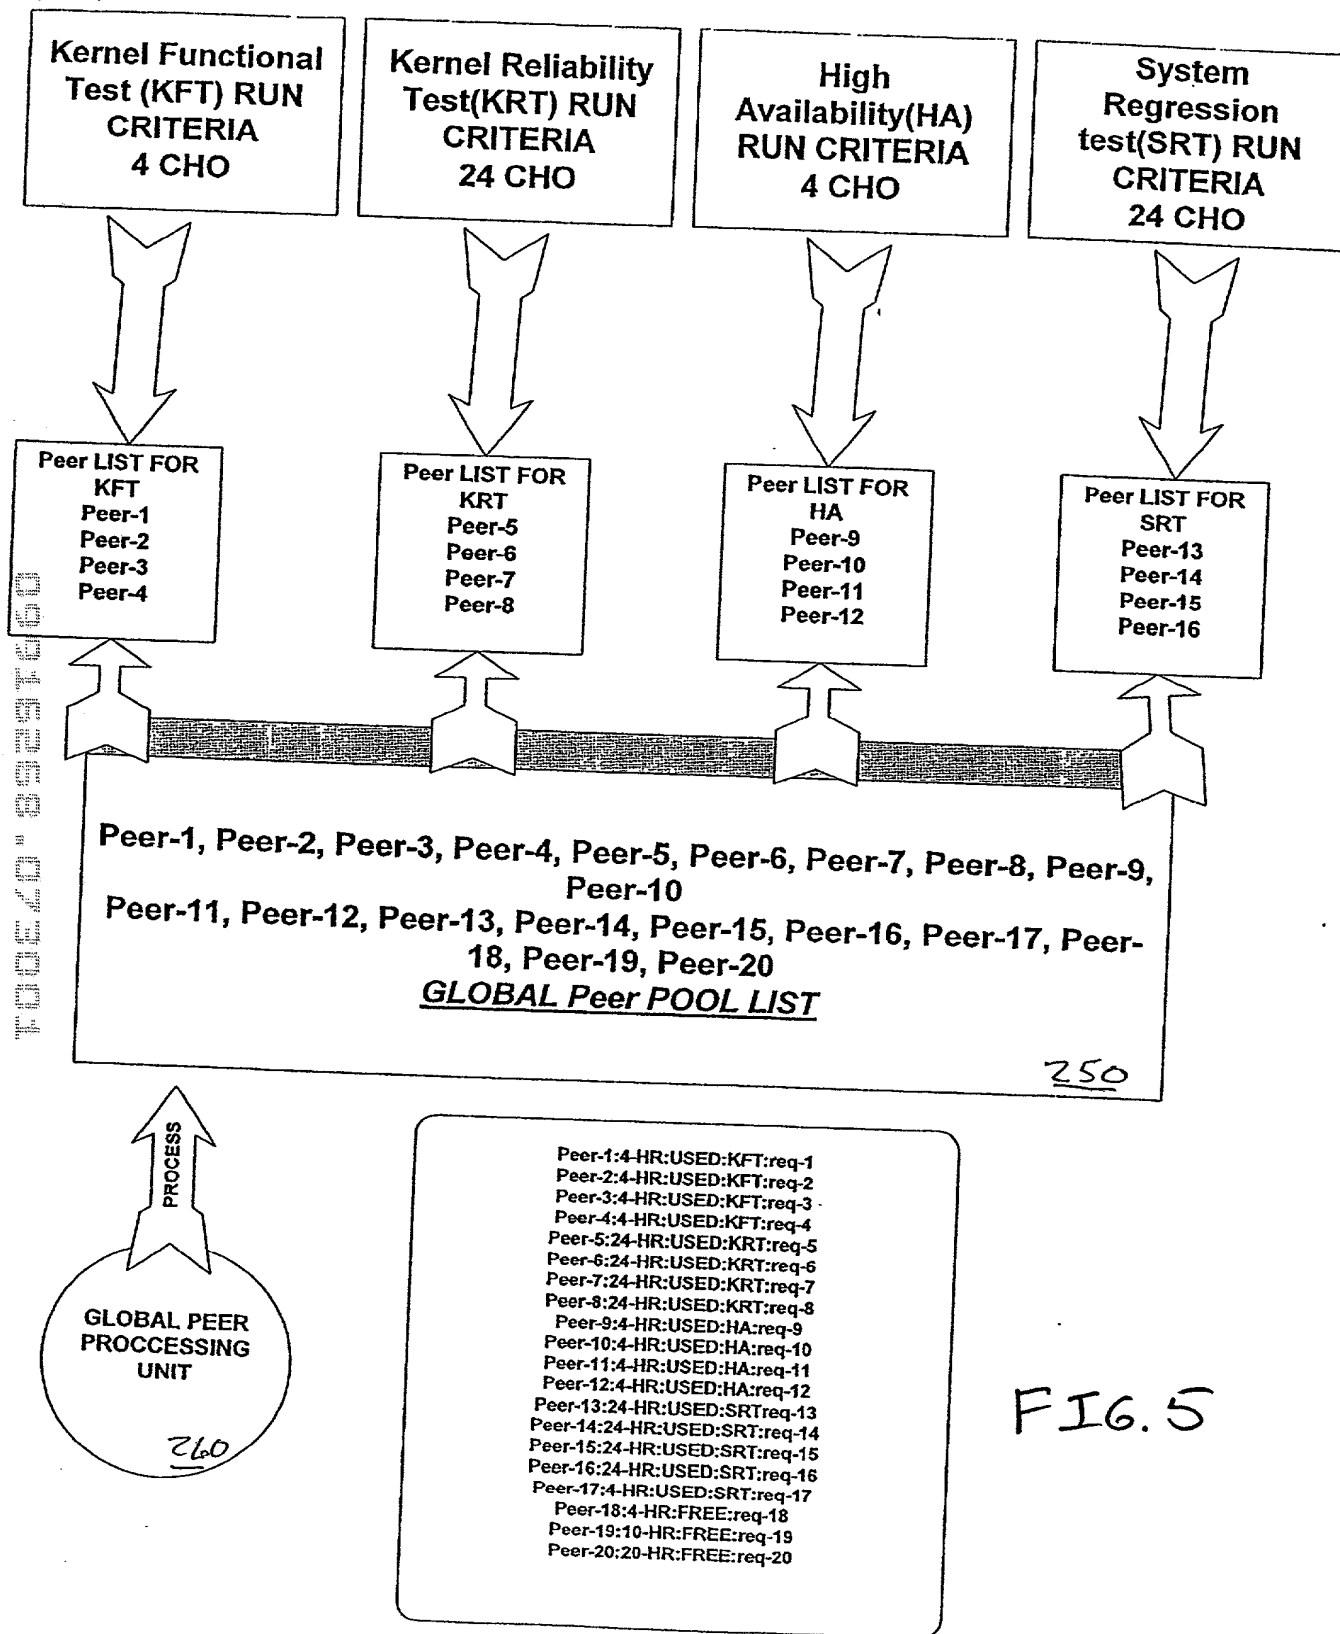 Kernel Functional
Test (KFT) RUN
CRITERIA
4 CHO
Kernel Reliability
Test(KRT) RUN
CRITERIA
24 CHO
High
Availability(HA)
RUN CRITERIA
4 CHO
System
Regression
test(SRT) RUN
CRITERIA
24 CHO
Peer LIST FOR
KFT
Peer-1
Peer-2
Peer-3
Peer-4
Peer LIST FOR
KRT
Peer-5
Peer-6
Peer-7
Peer-8
Peer LIST FOR
HA
Peer-9
Peer-10
Peer-11
Peer-12
Peer LIST FOR
SRT
Peer-13
Peer-14
Peer-15
Peer-16
Peer-1, Peer-2, Peer-3, Peer-4, Peer-5, Peer-6, Peer-7, Peer-8, Peer-9,
Peer-10
Peer-11, Peer-12, Peer-13, Peer-14, Peer-15, Peer-16, Peer-17, Peer-
18, Peer-19, Peer-20
GLOBAL Peer POOL LIST
250
PROCESS
GLOBAL PEER
PROCCESSING
UNIT
260
Peer-1:4-HR:USED:KFT:req-1
Peer-2:4-HR:USED:KFT:req-2
Peer-3:4-HR:USED:KFT:req-3
Peer-4:4-HR:USED:KFT:req-4
Peer-5:24-HR:USED:KRT:req-5
Peer-6:24-HR:USED:KRT:req-6
Peer-7:24-HR:USED:KRT:req-7
Peer-8:24-HR:USED:KRT:req-8
Peer-9:4-HR:USED:HA:req-9
Peer-10:4-HR:USED:HA:req-10
Peer-11:4-HR:USED:HA:req-11
Peer-12:4-HR:USED:HA:req-12
Peer-13:24-HR:USED:SRTreq-13
Peer-14:24-HR:USED:SRT:req-14
Peer-15:24-HR:USED:SRT:req-15
Peer-16:24-HR:USED:SRT:req-16
Peer-17:4-HR:USED:SRT:req-17
Peer-18:4-HR:FREE:req-18
Peer-19:10-HR:FREE:req-19
Peer-20:20-HR:FREE:req-20
FIG. 5